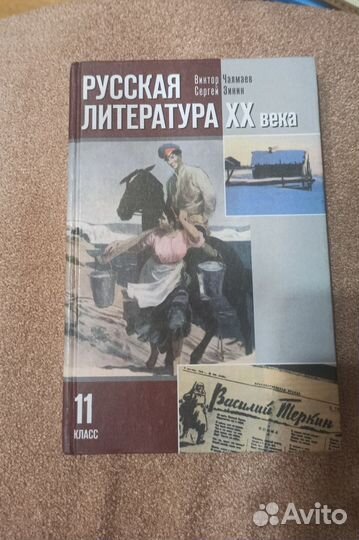 РУССКАЯ
ЛИТЕРАТУРА XX века
Виктор Чалмаев
Сергей Зинин
Василий Теркин
11
КЛАСС
Avito